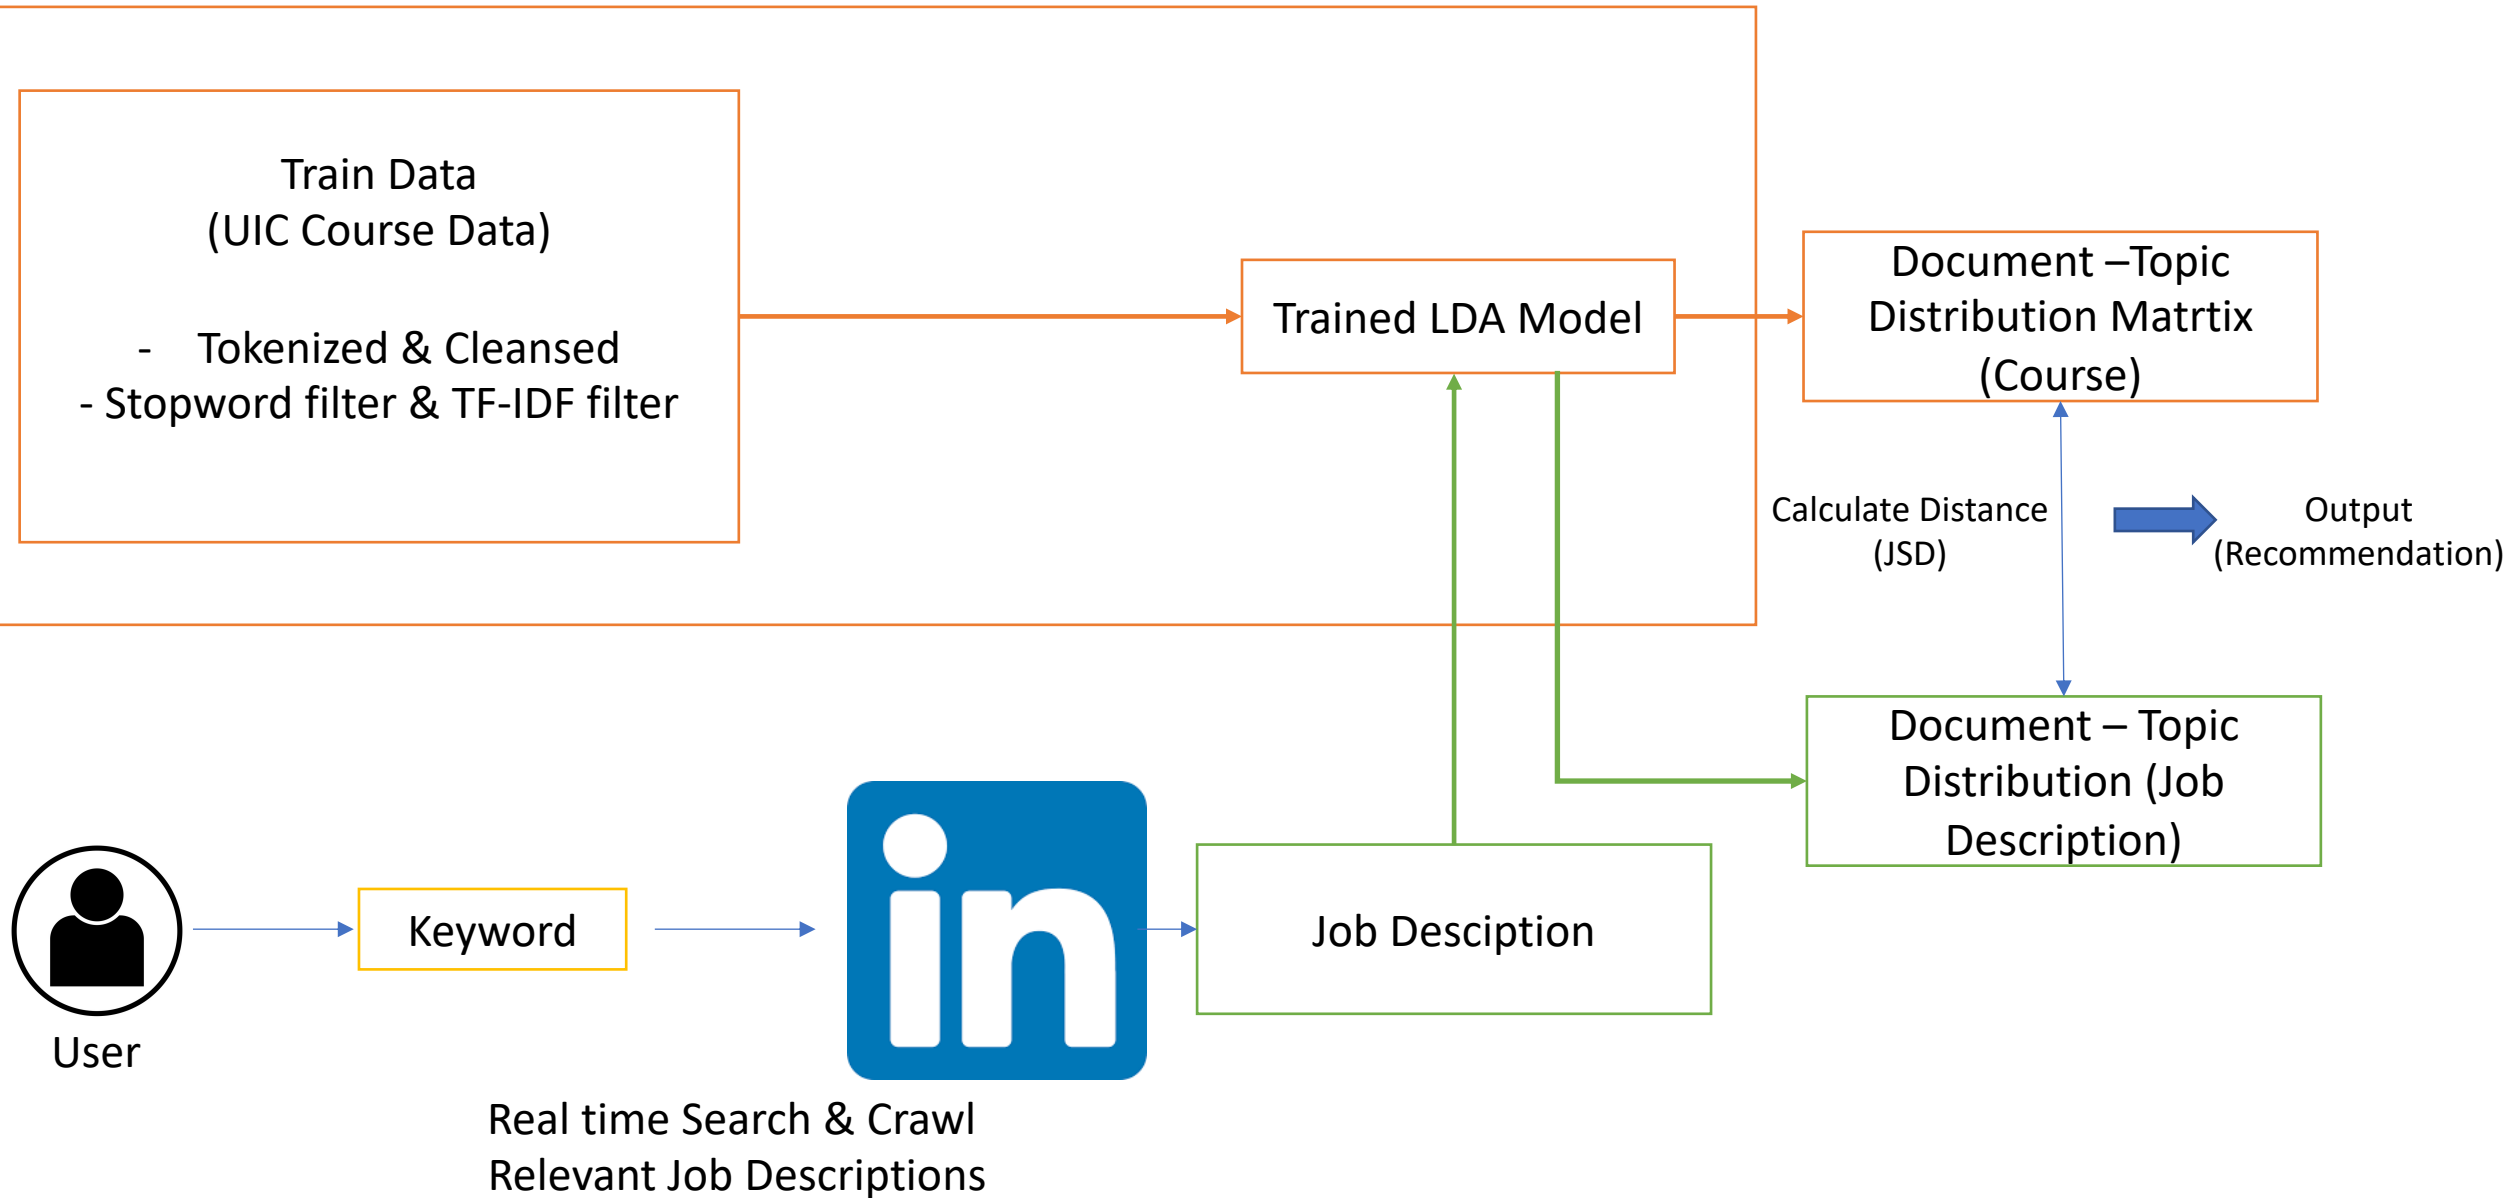 Train Data
(UIC Course Data)
- Tokenized & Cleansed
- Stopword filter & TF-IDF filter
Trained LDA Model
Document –Topic
Distribution Matrtix
(Course)
Calculate Distance
(JSD)
Output
(Recommendation)
Document – Topic
Distribution (Job
Description)
User
Keyword
in
Job Desciption
Real time Search & Crawl
Relevant Job Descriptions